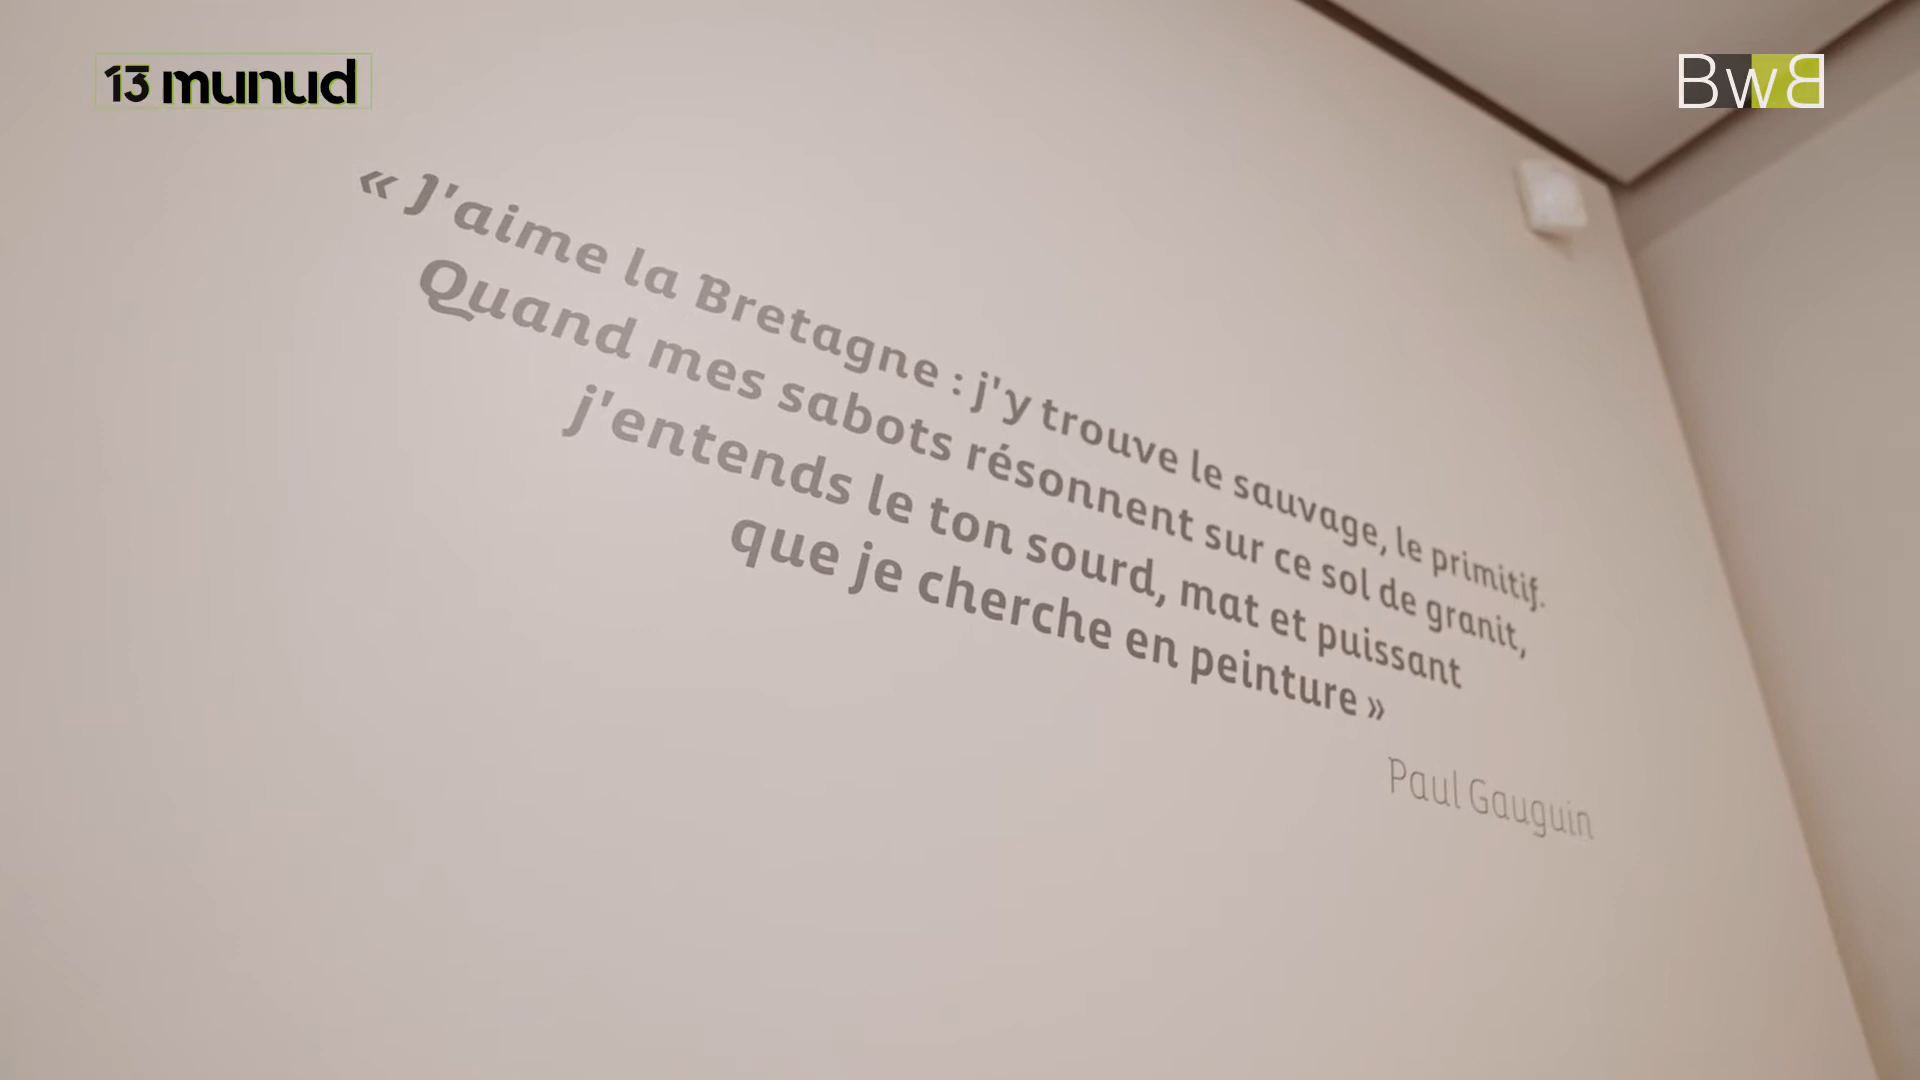 13 munud
BwB
« J'aime la Bretagne : j'y trouve le sauvage, le primitif.
Quand mes sabots résonnent sur ce sol de granit,
j'entends le ton sourd, mat et puissant
que je cherche en peinture »
Paul Gauguin